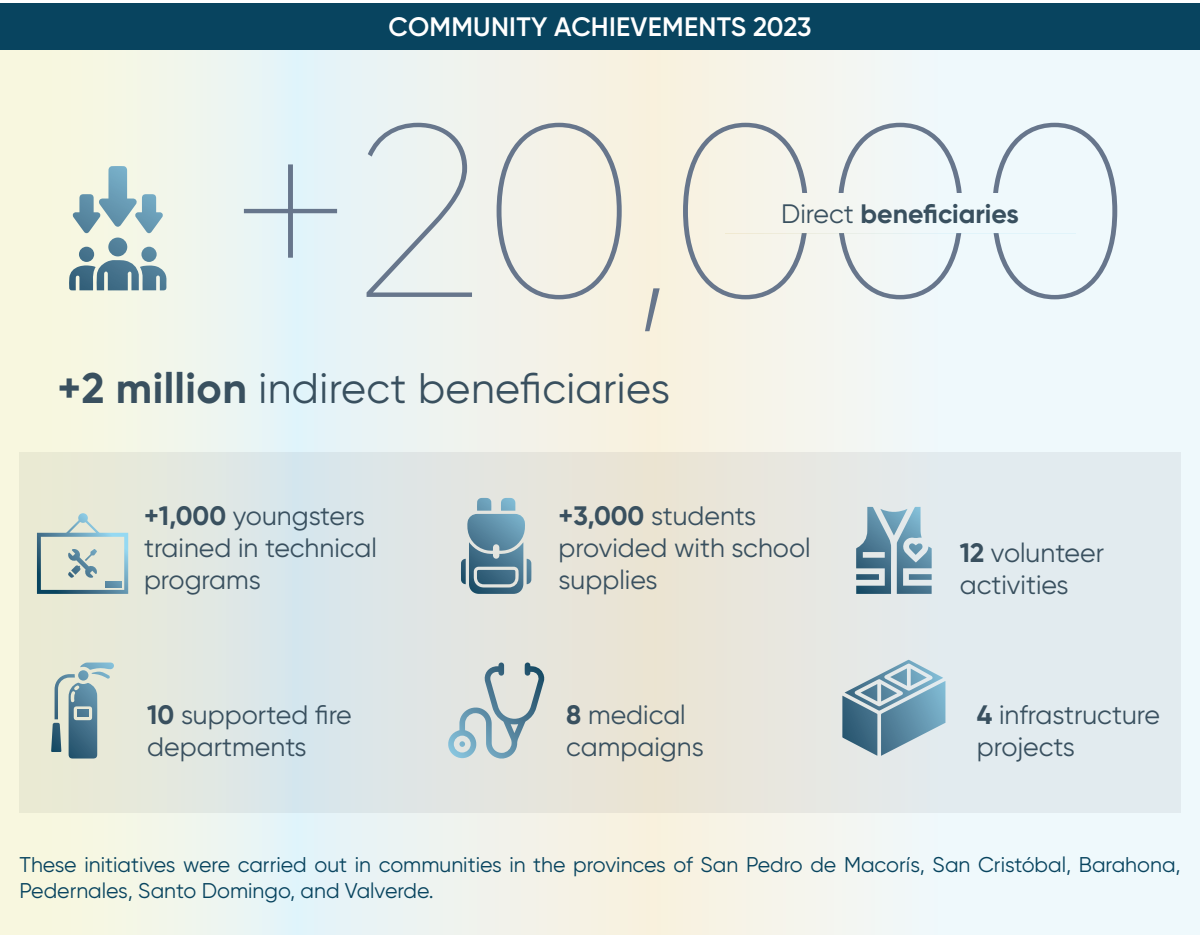 COMMUNITY ACHIEVEMENTS 2023
+20,000
Direct beneficiaries
+2 million indirect beneficiaries
+1,000 youngsters
trained in technical
programs
+3,000 students
provided with school
supplies
12 volunteer
activities
10 supported fire
departments
8 medical
campaigns
4 infrastructure
projects
These initiatives were carried out in communities in the provinces of San Pedro de Macorís, San Cristóbal, Barahona,
Pedernales, Santo Domingo, and Valverde.